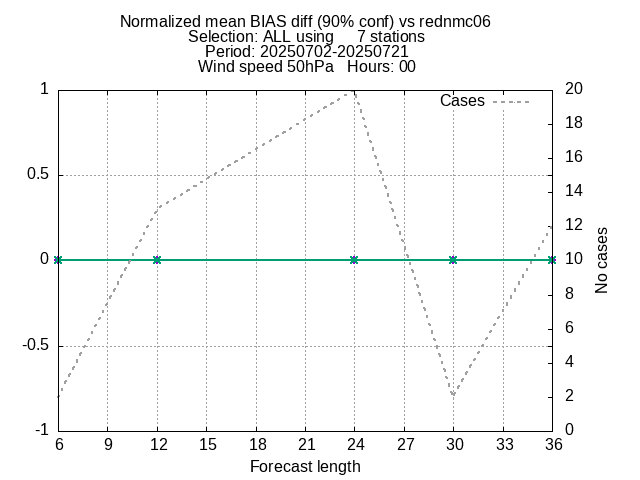 Normalized mean BIAS diff (90% conf) vs rednmc06
Selection: ALL using     7 stations
Period: 20250702-20250721
Wind speed 50hPa   Hours: 00
Cases
1
0.5
0
-0.5
-1
20
18
16
14
12
10
8
6
4
2
0
No cases
6 9 12 15 18 21 24 27 30 33 36
Forecast length